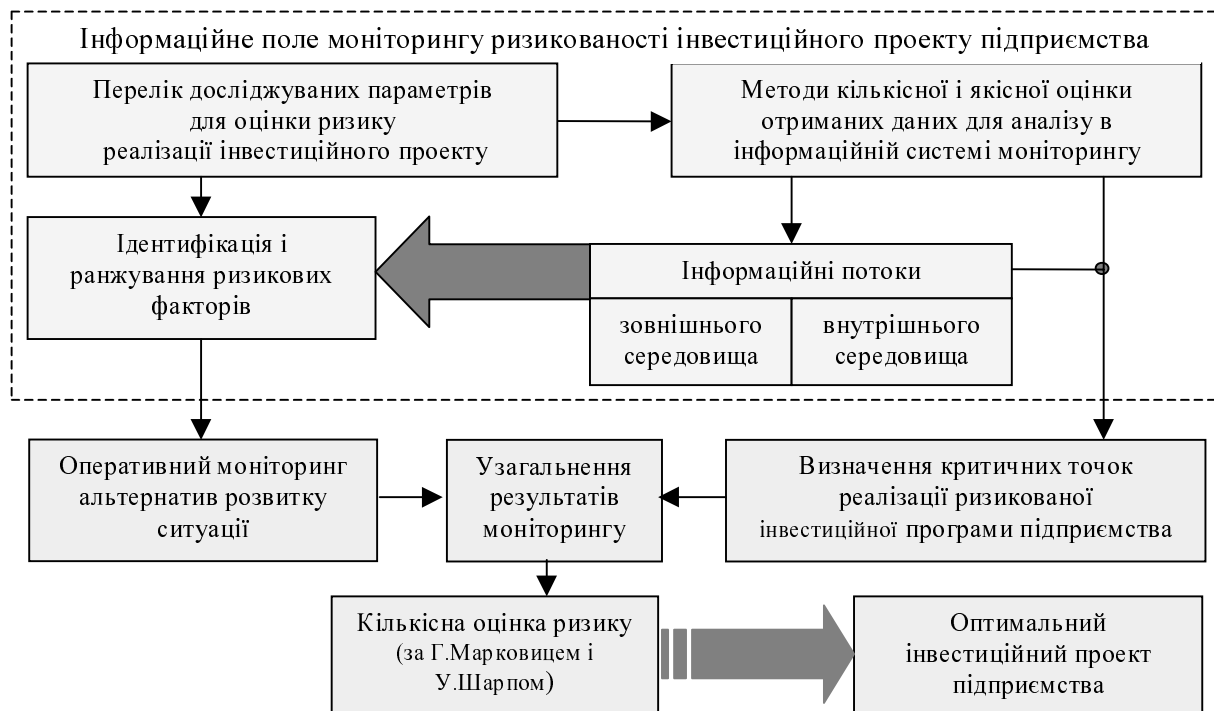 Інформаційне поле моніторингу ризикованості інвестиційного проекту підприємства
Перелік досліджуваних параметрів
для оцінки ризику
реалізації інвестиційного проекту
Методи кількісної і якісної оцінки
отриманих даних для аналізу в
інформаційній системі моніторингу
Ідентифікація і
ранжування ризикових
факторів
Інформаційні потоки
зовнішнього
середовища
внутрішнього
середовища
Оперативний моніторинг
альтернатив розвитку
ситуації
Узагальнення
результатів
моніторингу
Визначення критичних точок
реалізації ризикованої
інвестиційної програми підприємства
Кількісна оцінка ризику
(за Г.Марковицем і
У.Шарпом)
Оптимальний
інвестиційний проект
підприємства